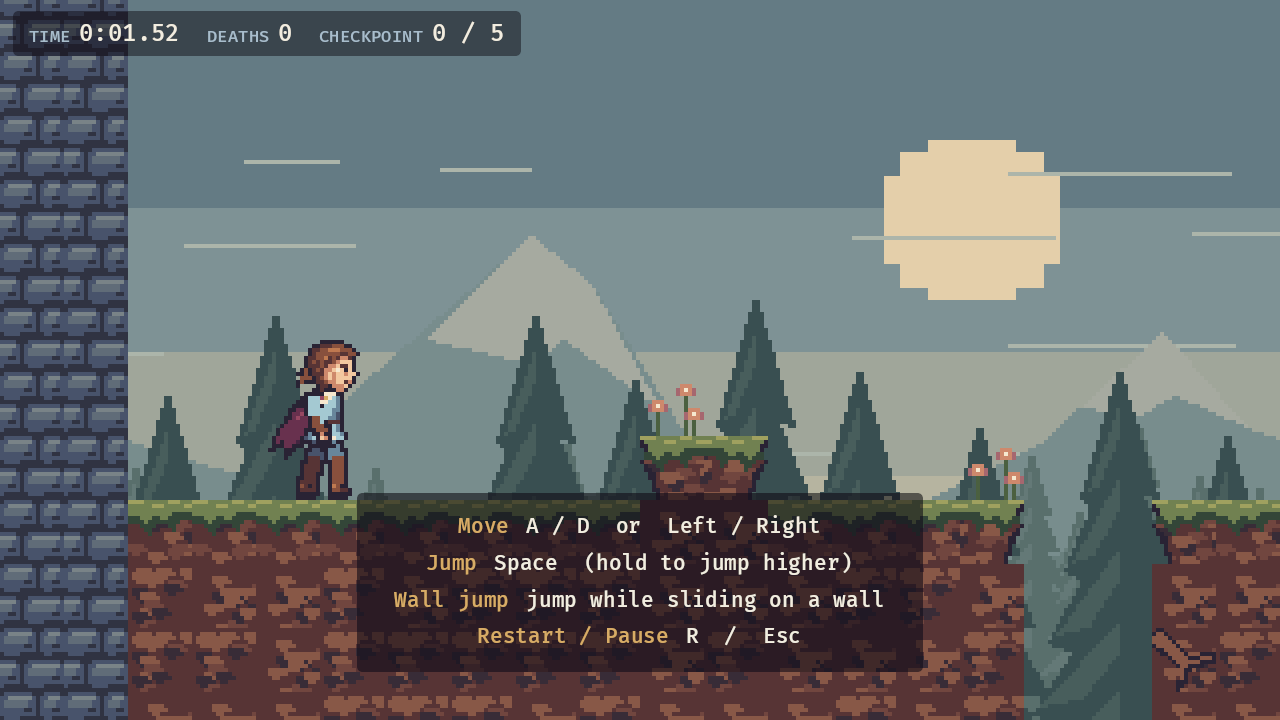 TIME 0:01.52 DEATHS 0 CHECKPOINT 0 / 5
Move A / D or Left / Right
Jump Space (hold to jump higher)
Wall jump jump while sliding on a wall
Restart / Pause R / Esc